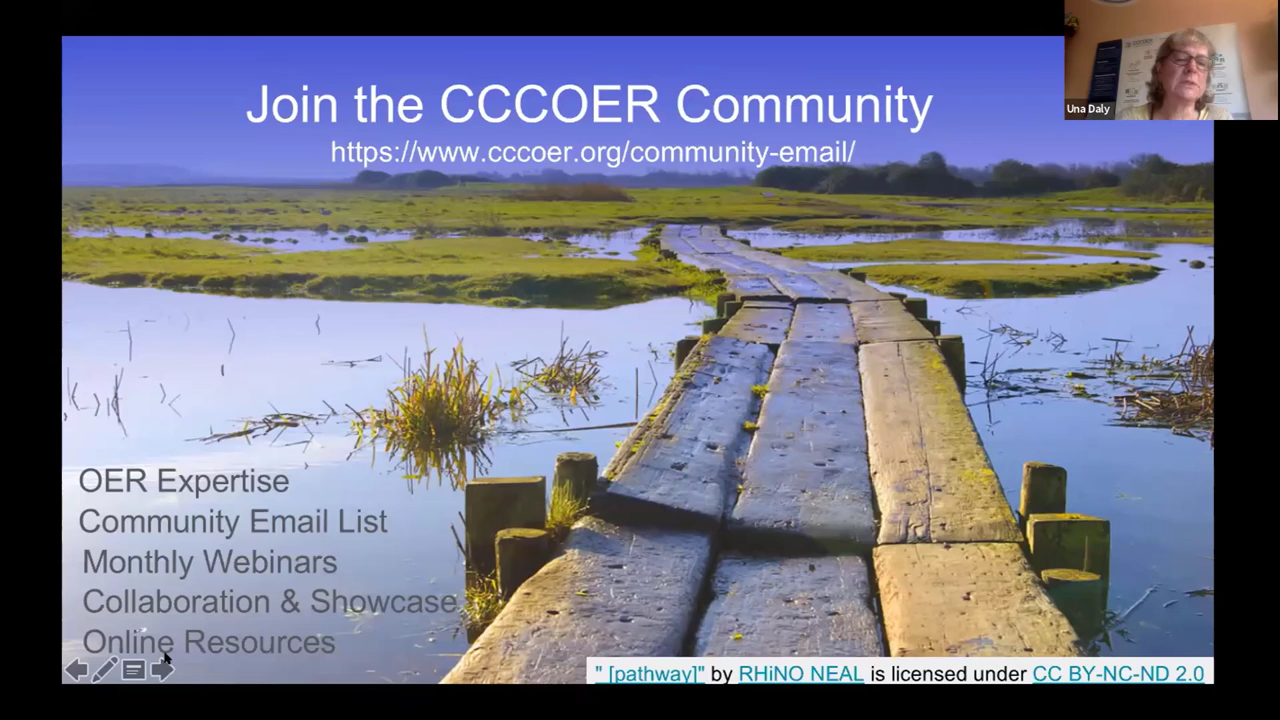 Join the CCCOER Community
https://www.cccoer.org/community-email/
Una Daly
OER Expertise
Community Email List
Monthly Webinars
Collaboration & Showcase
Online Resources
" [pathway]" by RHiNO NEAL is licensed under CC BY-NC-ND 2.0